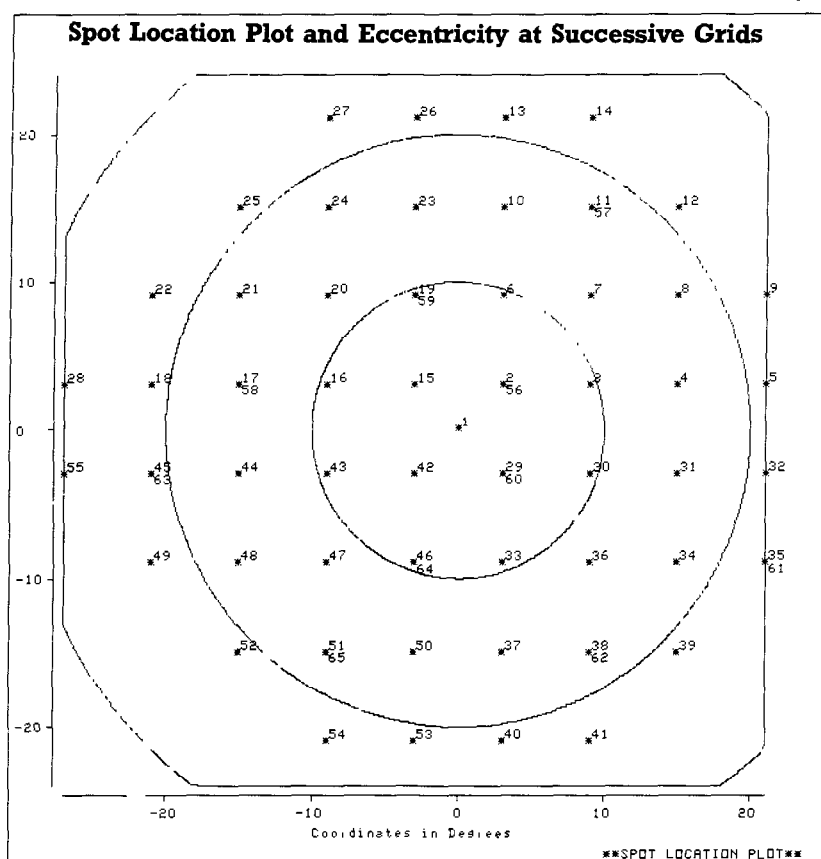 Spot Location Plot and Eccentricity at Successive Grids
27 26 13 14
20
25 24 23 10 11 12
57
10
22 21 20 19 6 7 8 9
59
28 18 17 16 15 2 3 4 5
58 56
0
1
55 45 44 43 42 29 30 31 32
63 60
49 48 47 46 33 36 34 35
64 61
-10
52 51 50 37 38 39
65 62
-20
54 53 40 41
-20 -10 0 10 20
Coordinates in Degrees
**SPOT LOCATION PLOT**